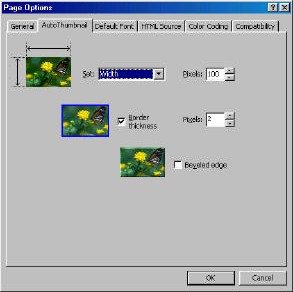 Page Options
General AutoThumbnail Default Font HTML Source Color Coding Compatibility
Set: Width Pixels: 100
Border thickness Pixels: 2
Beveled edge
OK Cancel